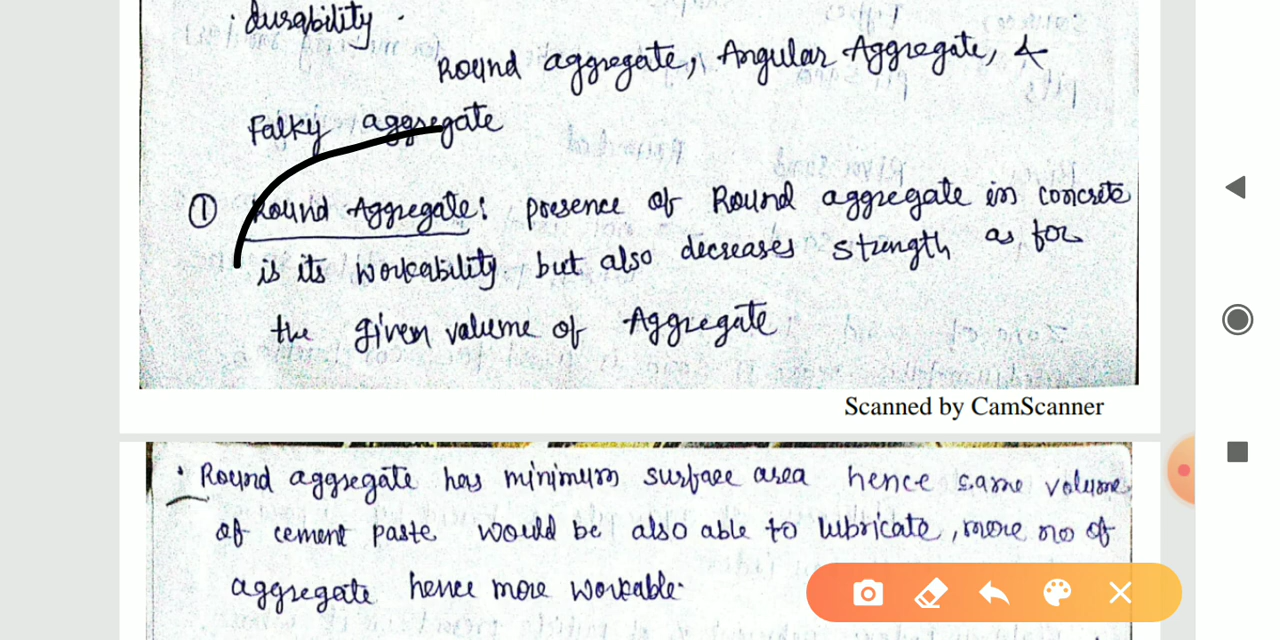 . durability .
Round aggregate, Angular Aggregate, &
Falky aggregate
① Round Aggregate: presence of Round aggregate in concrete
is its workability. but also decreases strength as for
the given valume of Aggregate
Scanned by CamScanner
. Round aggregate has minimum surface area hence same volume
of cement paste would be also able to lubricate, more no of
aggregate hence more workable.